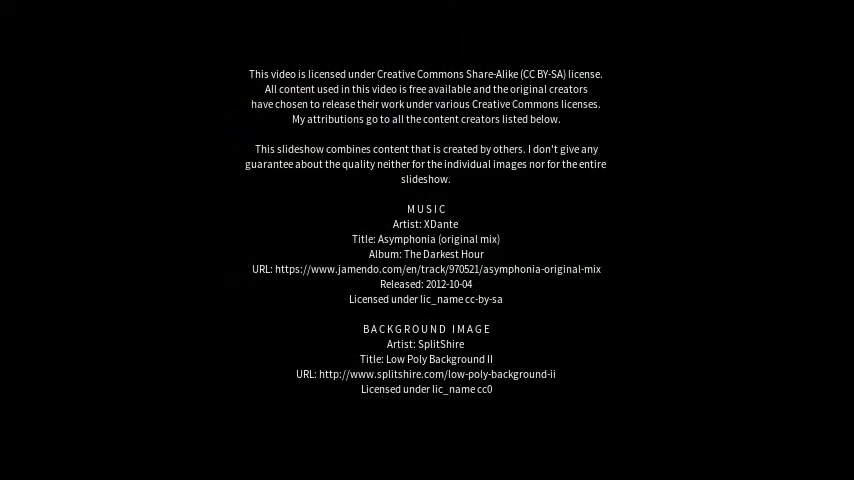 This video is licensed under Creative Commons Share-Alike (CC BY-SA) license.
All content used in this video is free available and the original creators
have chosen to release their work under various Creative Commons licenses.
My attributions go to all the content creators listed below.
This slideshow combines content that is created by others. I don't give any
guarantee about the quality neither for the individual images nor for the entire
slideshow.
MUSIC
Artist: XDante
Title: Asymphonia (original mix)
Album: The Darkest Hour
URL: https://www.jamendo.com/en/track/970521/asymphonia-original-mix
Released: 2012-10-04
Licensed under lic_name cc-by-sa
BACKGROUND IMAGE
Artist: SplitShire
Title: Low Poly Background II
URL: http://www.splitshire.com/low-poly-background-ii
Licensed under lic_name cc0